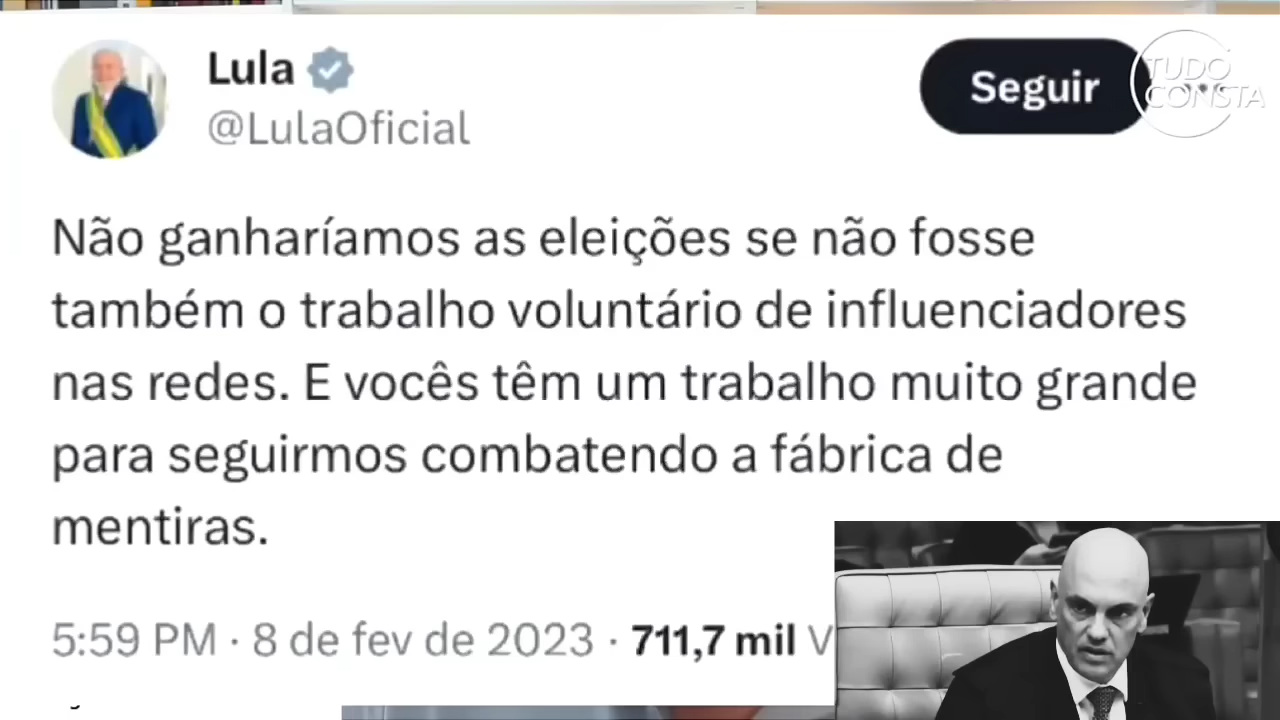 Lula
@LulaOficial
Seguir
TUDO
CONSTA
Não ganharíamos as eleições se não fosse
também o trabalho voluntário de influenciadores
nas redes. E vocês têm um trabalho muito grande
para seguirmos combatendo a fábrica de
mentiras.
5:59 PM · 8 de fev de 2023 · 711,7 mil V